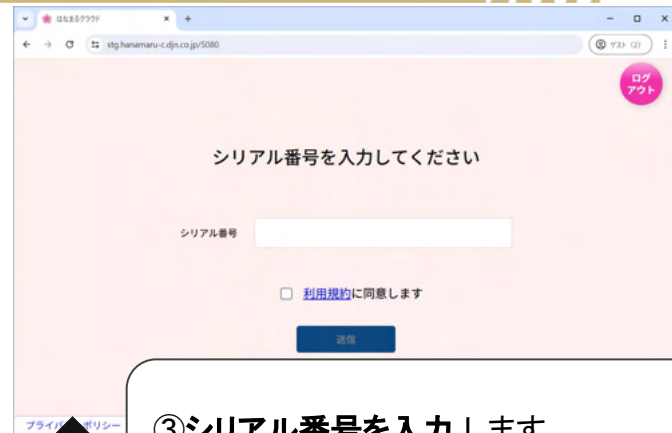 はなまるクラウド
stg.hanamaru-c.djn.co.jp/5080
ゲスト (2)
ログ
アウト
シリアル番号を入力してください
シリアル番号
利用規約に同意します
送信
③シリアル番号を入力します